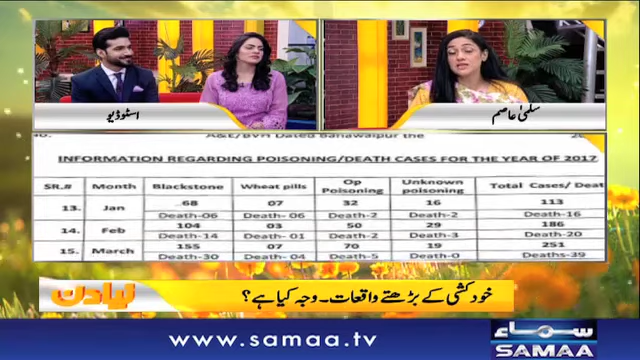 اسٹوڈیو
سلمیٰ عاصم
A&E/BVH Dated Bahawalpur the
INFORMATION REGARDING POISONING/DEATH CASES FOR THE YEAR OF 2017
SR.# Month Blackstone Wheat pills Op Poisoning Unknown poisoning Total Cases/ Deat
13. Jan 68 07 32 16 113
Death-06 Death-06 Death-2 Death-2 Death-16
14. Feb 104 03 50 29 186
Death-14 Death-01 Death-2 Death-3 Death-20
15. March 155 07 70 19 251
Death-30 Death-04 Death-5 Death-0 Deaths-39
خودکشی کے بڑھتے واقعات۔ وجہ کیا ہے؟
نیا دن
www.samaa.tv
سماء
SAMAA